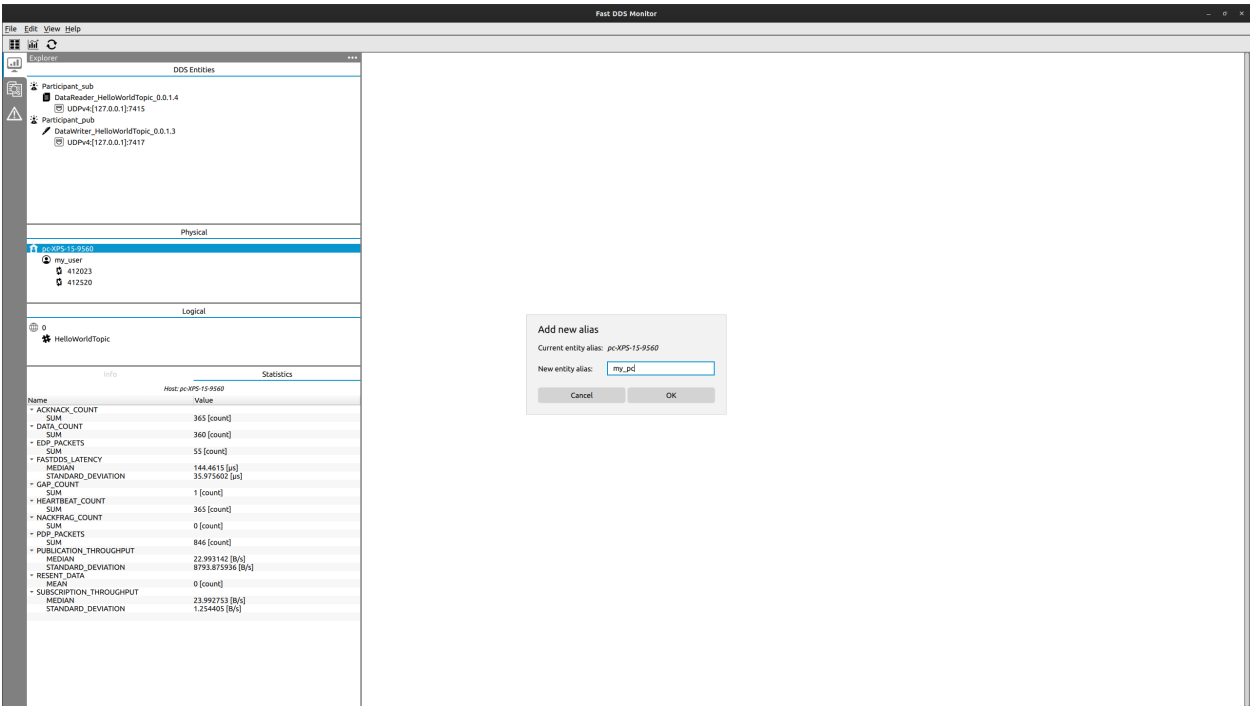 Fast DDS Monitor
File Edit View Help
Explorer
DDS Entities
Participant_sub
DataReader_HelloWorldTopic_0.0.1.4
UDPv4:[127.0.0.1]:7415
Participant_pub
DataWriter_HelloWorldTopic_0.0.1.3
UDPv4:[127.0.0.1]:7417
Physical
pc-XPS-15-9560
my_user
412023
412520
Logical
0
HelloWorldTopic
Info Statistics
Host: pc-XPS-15-9560
Name Value
ACKNACK_COUNT
SUM 365 [count]
DATA_COUNT
SUM 360 [count]
EDP_PACKETS
SUM 55 [count]
FASTDDS_LATENCY
MEDIAN 144.4615 [µs]
STANDARD_DEVIATION 35.975602 [µs]
GAP_COUNT
SUM 1 [count]
HEARTBEAT_COUNT
SUM 365 [count]
NACKFRAG_COUNT
SUM 0 [count]
PDP_PACKETS
SUM 846 [count]
PUBLICATION_THROUGHPUT
MEDIAN 22.993142 [B/s]
STANDARD_DEVIATION 8793.875936 [B/s]
RESENT_DATA
MEAN 0 [count]
SUBSCRIPTION_THROUGHPUT
MEDIAN 23.992753 [B/s]
STANDARD_DEVIATION 1.254405 [B/s]
Add new alias
Current entity alias: pc-XPS-15-9560
New entity alias: my_pc
Cancel OK